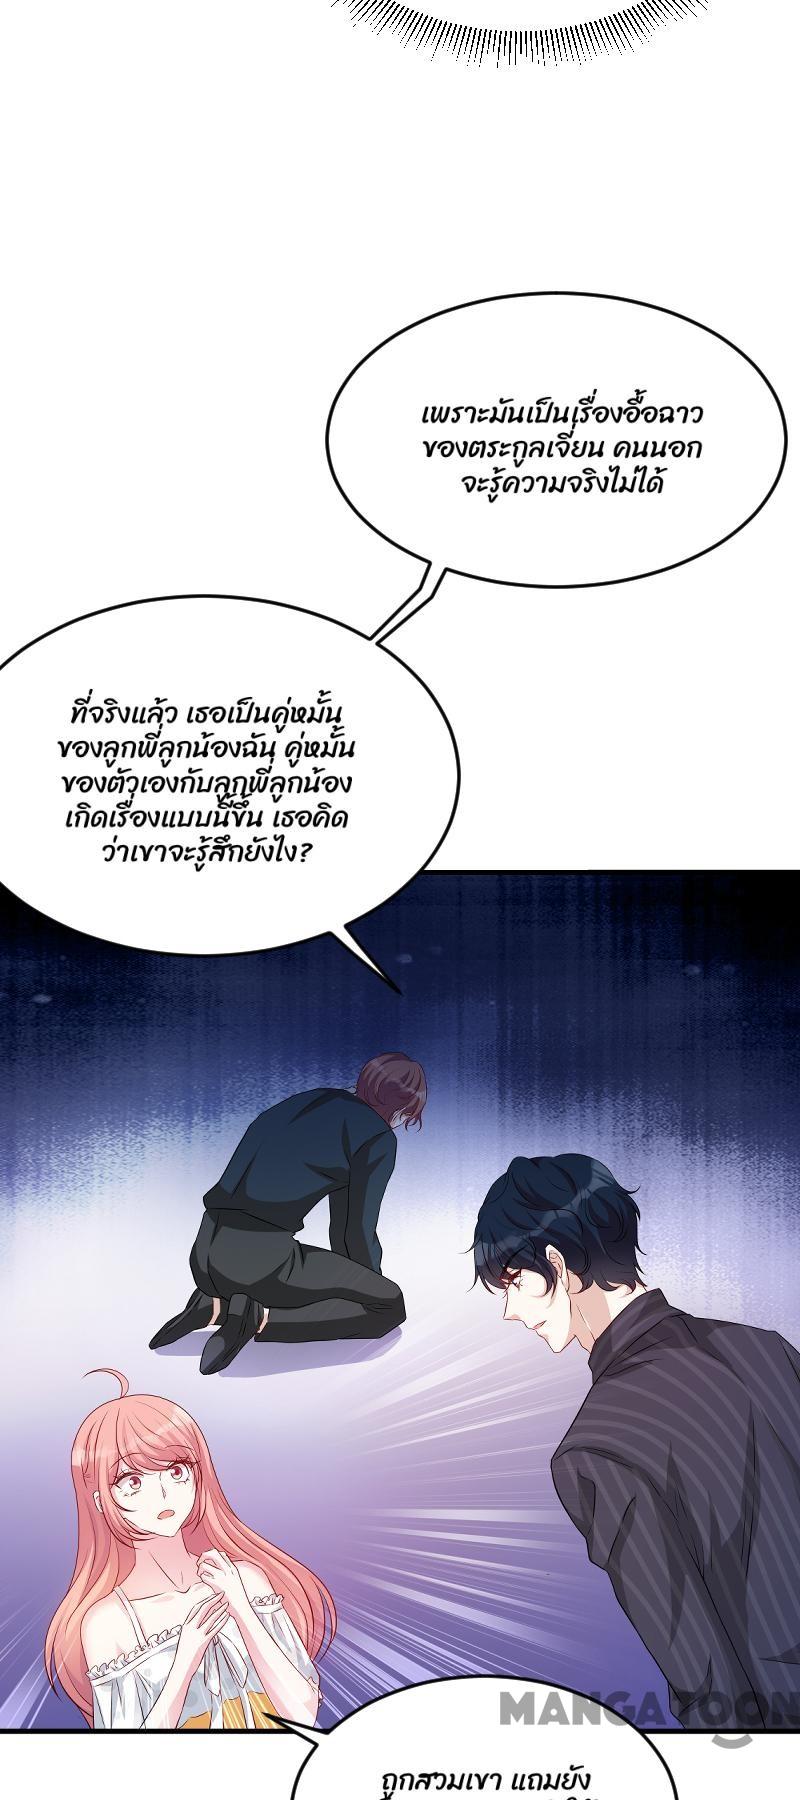 เพราะมันเป็นเรื่องอื้อฉาว
ของตระกูลเจี่ยน คนนอก
จะรู้ความจริงไม่ได้
ที่จริงแล้ว เธอเป็นคู่หมั้น
ของลูกพี่ลูกน้องฉัน คู่หมั้น
ของตัวเองกับลูกพี่ลูกน้อง
เกิดเรื่องแบบนี้ขึ้น เธอคิด
ว่าเขาจะรู้สึกยังไง?
MANGATOON
ถูกสวมเขา แถมยัง